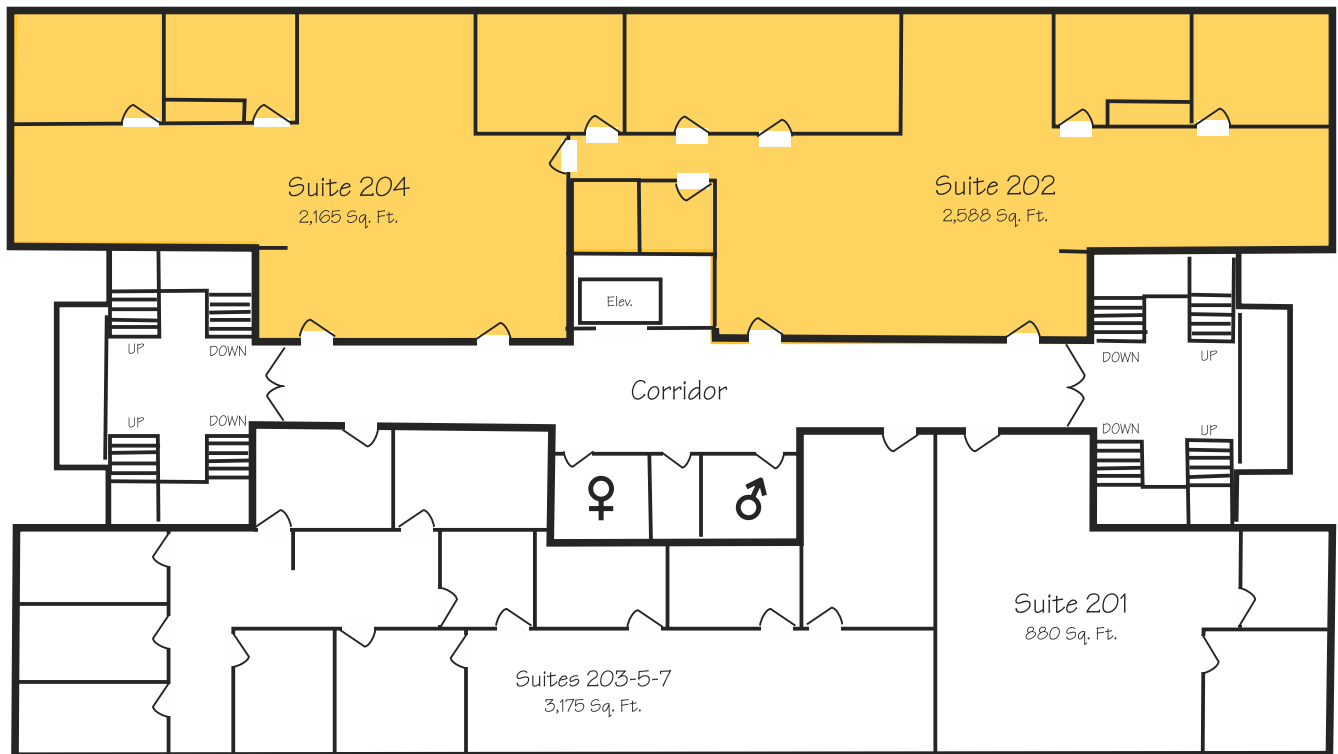 Suite 204
2,165 Sq. Ft.
Suite 202
2,588 Sq. Ft.
Elev.
UP
DOWN
DOWN
UP
Corridor
UP
DOWN
DOWN
UP
Suite 201
880 Sq. Ft.
Suites 203-5-7
3,175 Sq. Ft.